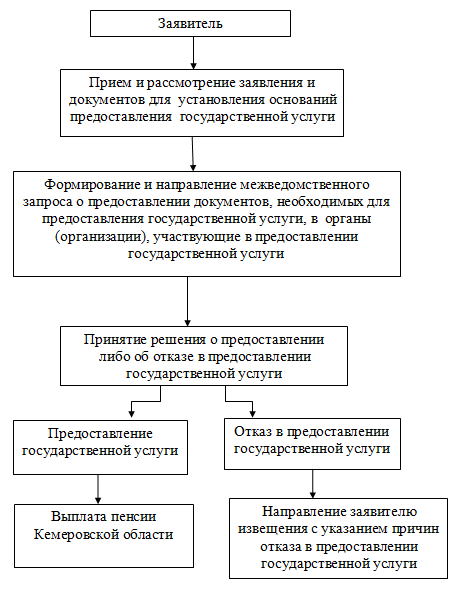 Заявитель
Прием и рассмотрение заявления и
документов для установления оснований
предоставления государственной услуги
Формирование и направление межведомственного
запроса о предоставлении документов, необходимых для
предоставления государственной услуги, в органы
(организации), участвующие в предоставлении
государственной услуги
Принятие решения о предоставлении
либо об отказе в предоставлении
государственной услуги
Предоставление
государственной услуги
Отказ в предоставлении
государственной услуги
Выплата пенсии
Кемеровской области
Направление заявителю
извещения с указанием причин
отказа в предоставлении
государственной услуги